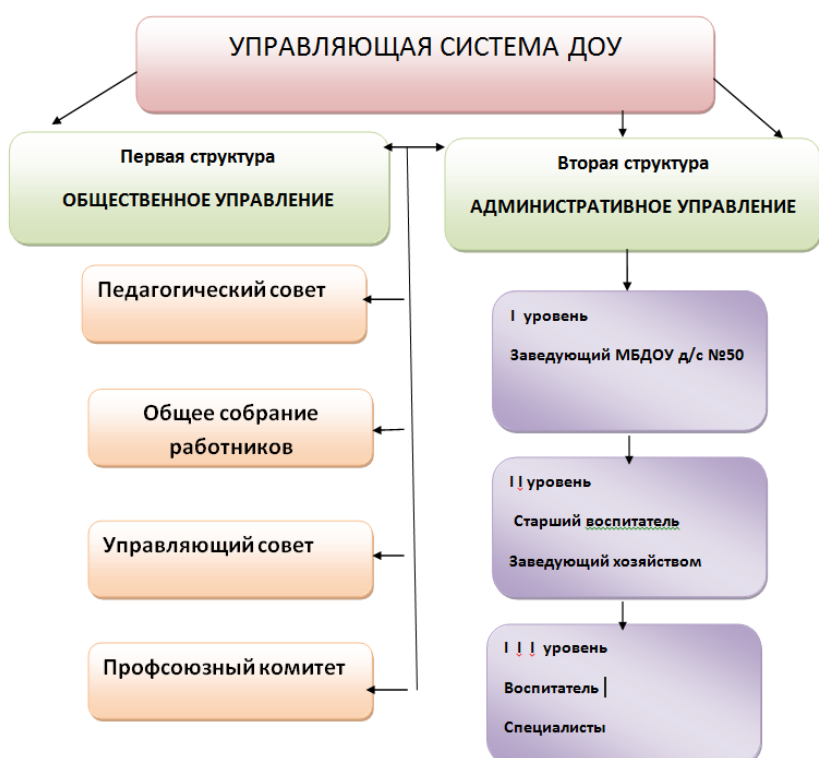 УПРАВЛЯЮЩАЯ СИСТЕМА ДОУ
Первая структура
ОБЩЕСТВЕННОЕ УПРАВЛЕНИЕ
Педагогический совет
Общее собрание
работников
Управляющий совет
Профсоюзный комитет
Вторая структура
АДМИНИСТРАТИВНОЕ УПРАВЛЕНИЕ
I уровень
Заведующий МБДОУ д/с №50
I I уровень
Старший воспитатель
Заведующий хозяйством
I I I уровень
Воспитатель
Специалисты